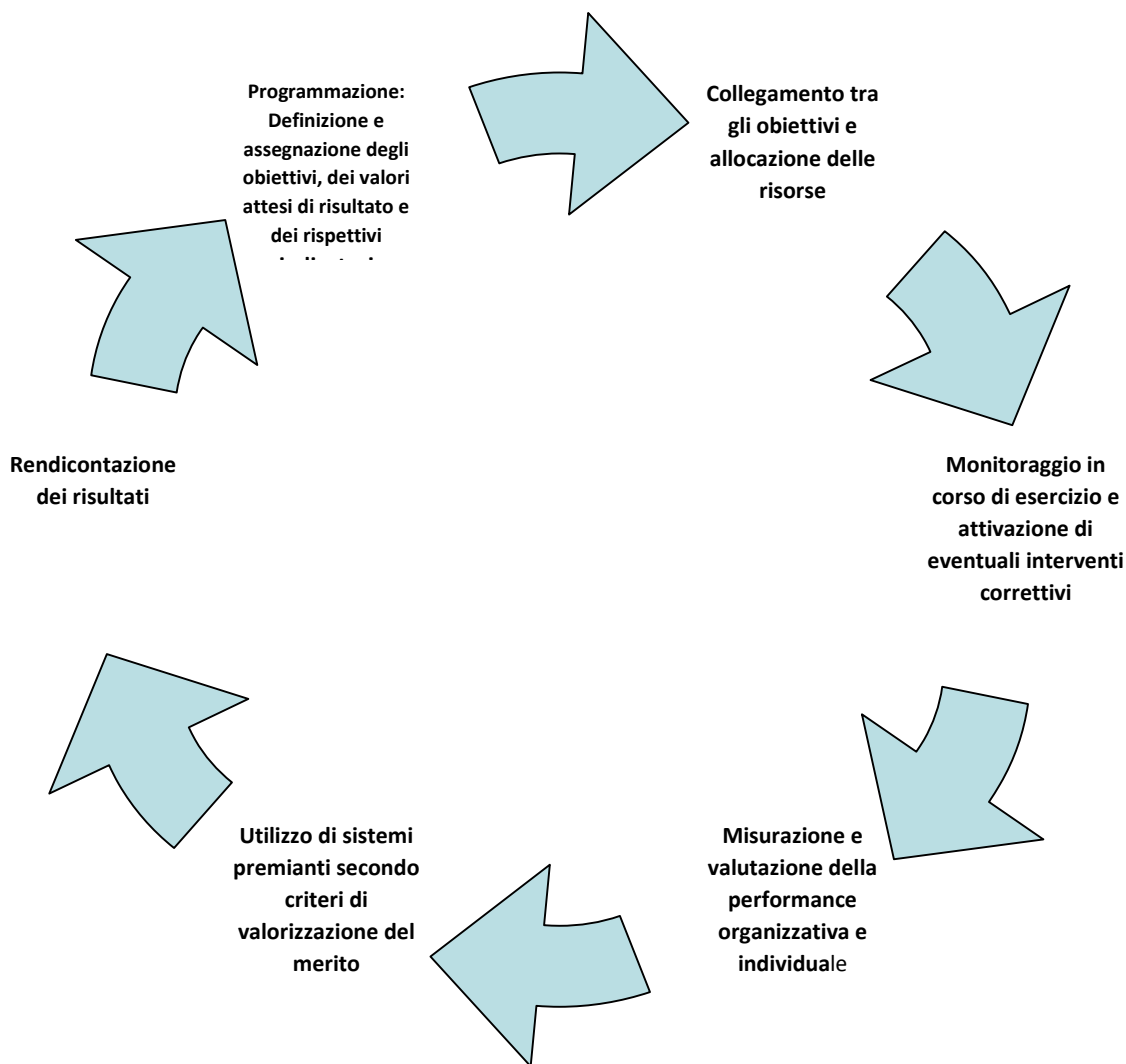 Programmazione:
Definizione e
assegnazione degli
obiettivi, dei valori
attesi di risultato e
dei rispettivi
Collegamento tra
gli obiettivi e
allocazione delle
risorse
Monitoraggio in
corso di esercizio e
attivazione di
eventuali interventi
correttivi
Misurazione e
valutazione della
performance
organizzativa e
individuale
Utilizzo di sistemi
premianti secondo
criteri di
valorizzazione del
merito
Rendicontazione
dei risultati